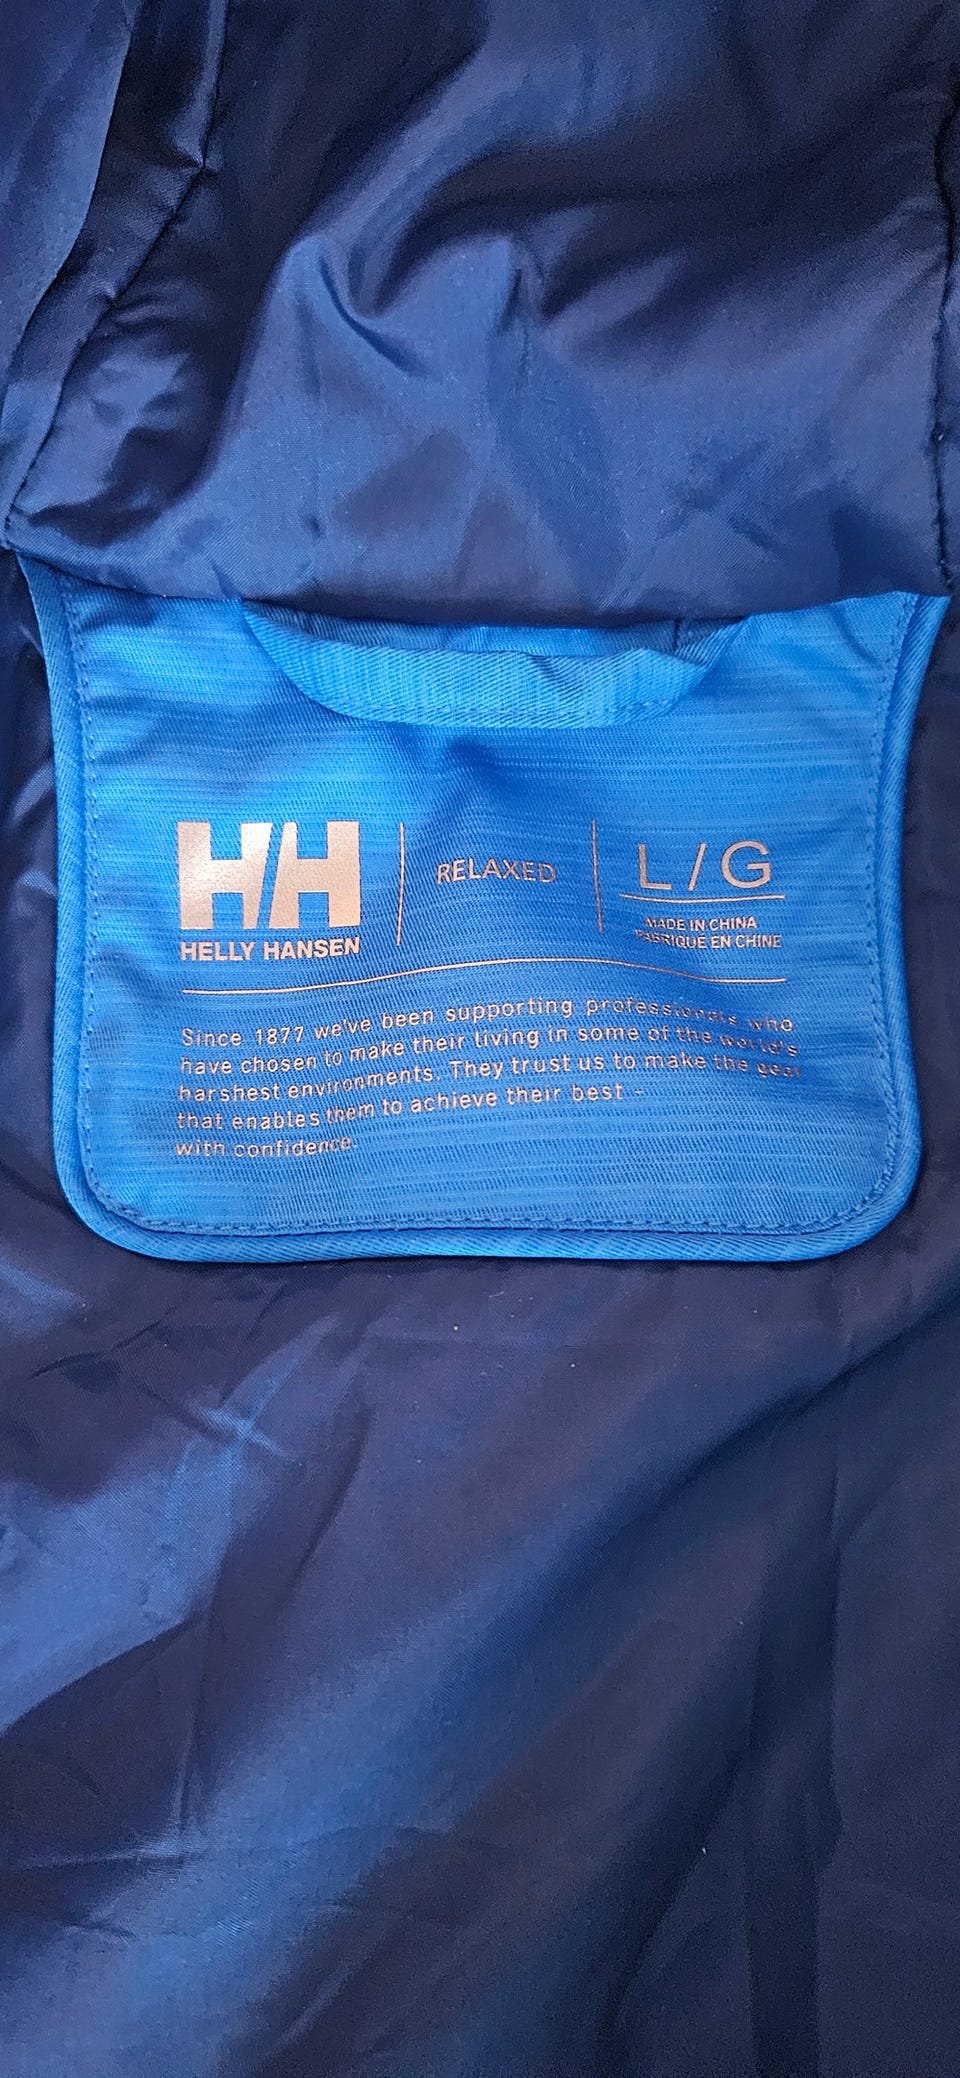 HH
HELLY HANSEN
RELAXED
L/G
MADE IN CHINA
FABRIQUÉ EN CHINE
Since 1877 we've been supporting professionals who
have chosen to make their living in some of the world's
harshest environments. They trust us to make the gear
that enables them to achieve their best –
with confidence.